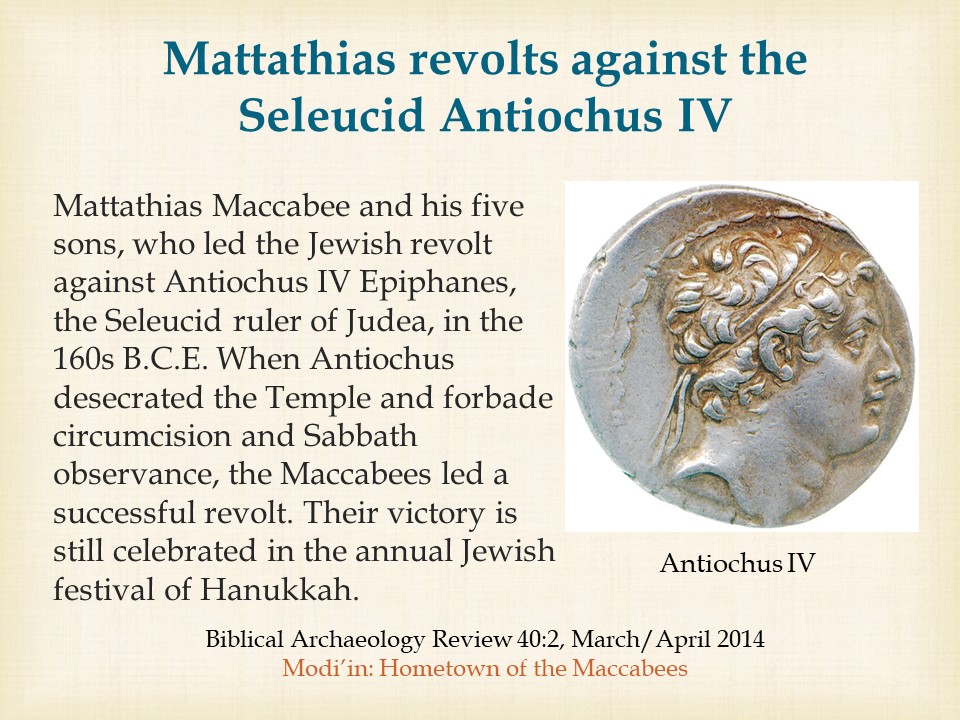 Mattathias revolts against the
Seleucid Antiochus IV
Mattathias Maccabee and his five
sons, who led the Jewish revolt
against Antiochus IV Epiphanes,
the Seleucid ruler of Judea, in the
160s B.C.E. When Antiochus
desecrated the Temple and forbade
circumcision and Sabbath
observance, the Maccabees led a
successful revolt. Their victory is
still celebrated in the annual Jewish
festival of Hanukkah.
Antiochus IV
Biblical Archaeology Review 40:2, March/April 2014
Modi’in: Hometown of the Maccabees